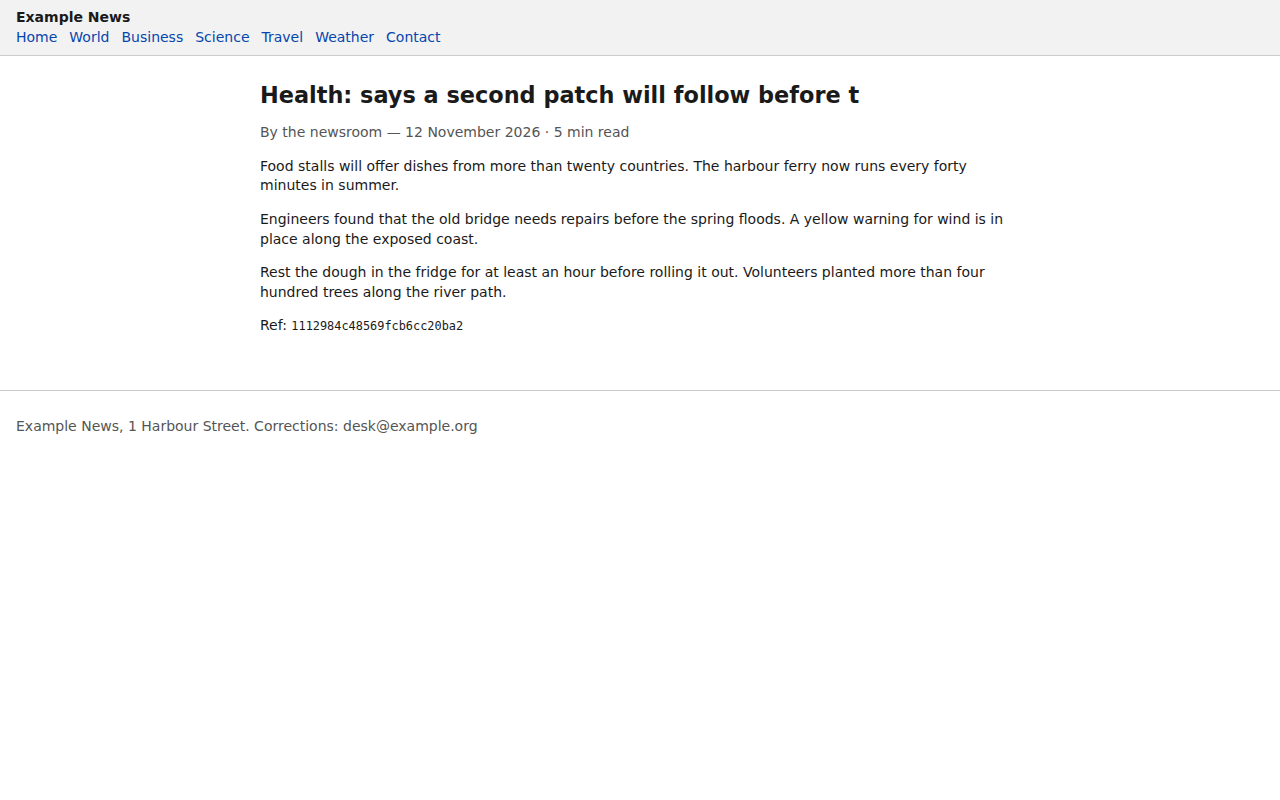 Example News
Home World Business Science Travel Weather Contact
Health: says a second patch will follow before t
By the newsroom — 12 November 2026 · 5 min read
Food stalls will offer dishes from more than twenty countries. The harbour ferry now runs every forty
minutes in summer.
Engineers found that the old bridge needs repairs before the spring floods. A yellow warning for wind is in
place along the exposed coast.
Rest the dough in the fridge for at least an hour before rolling it out. Volunteers planted more than four
hundred trees along the river path.
Ref: 1112984c48569fcb6cc20ba2
Example News, 1 Harbour Street. Corrections: desk@example.org